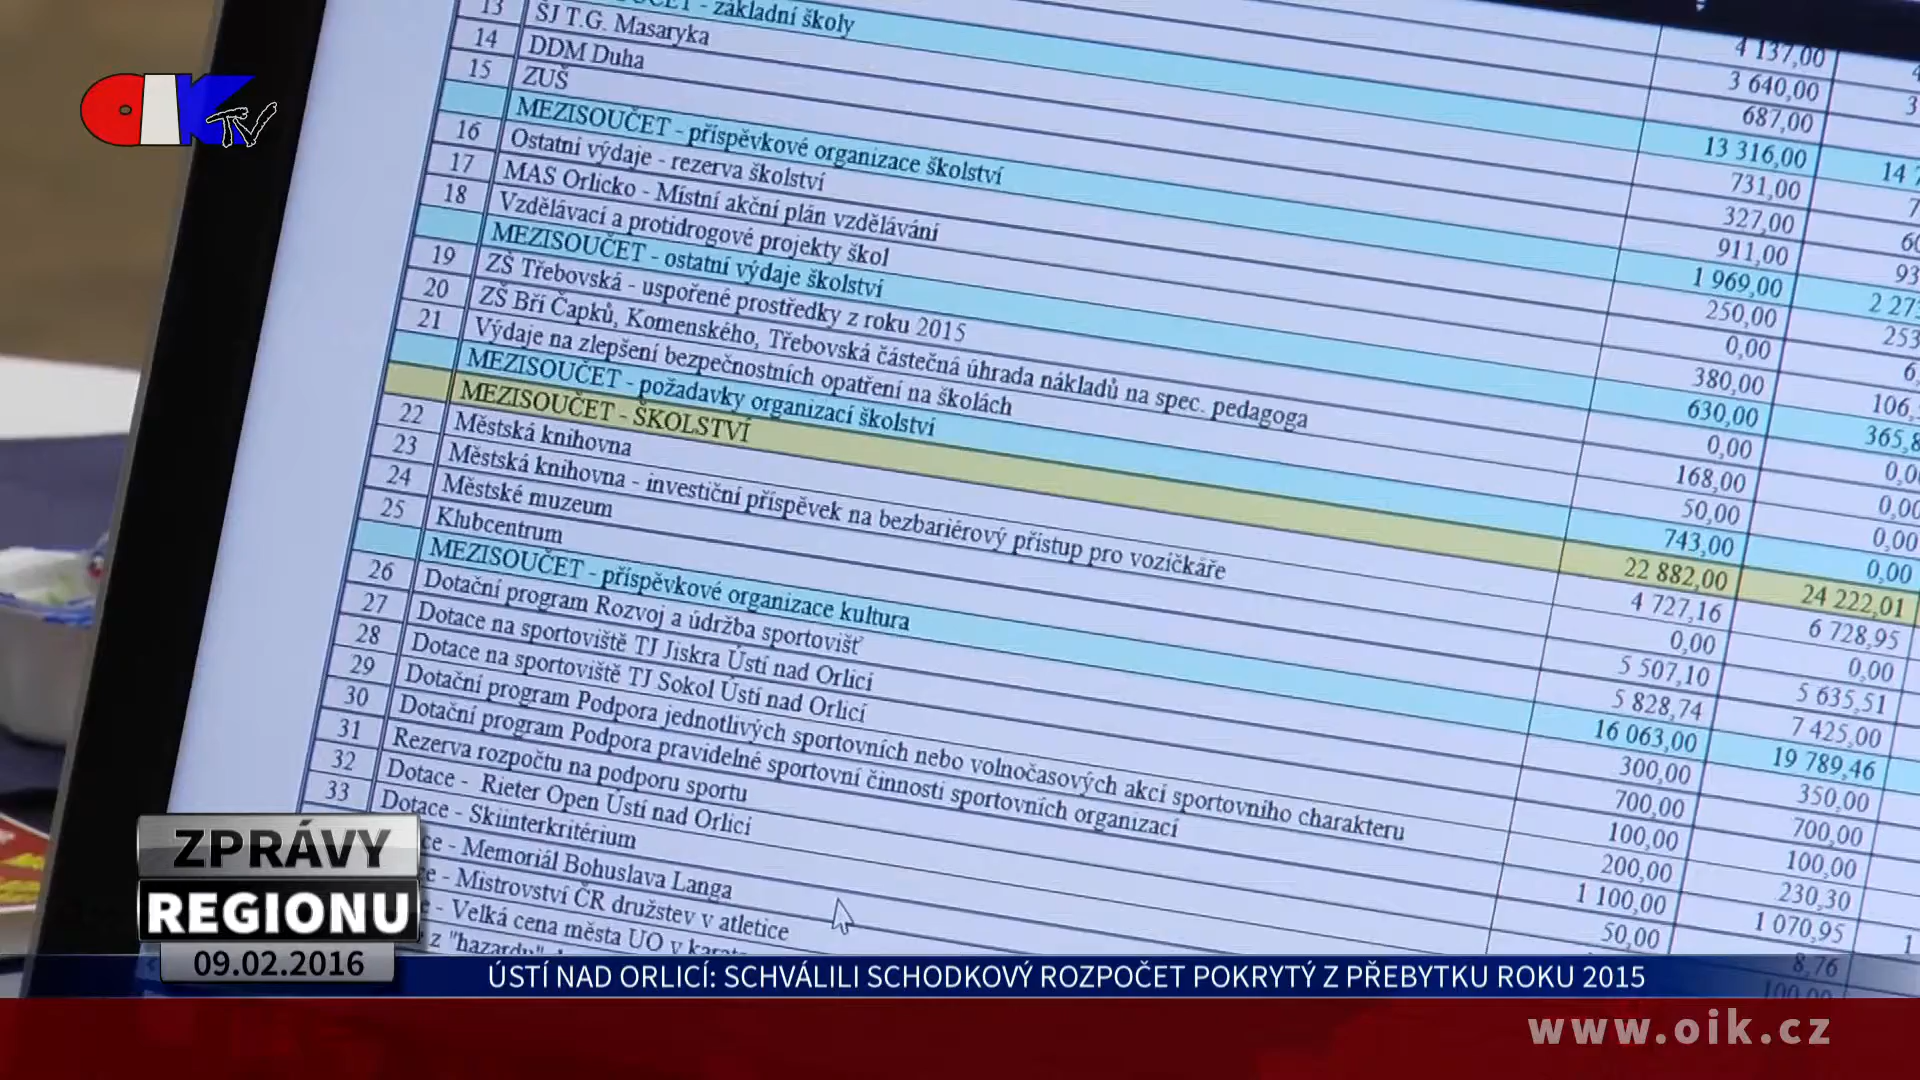 13 ŠJ T.G. Masaryka
- základní školy
14 DDM Duha
15 ZUŠ
MEZISOUČET - příspěvkové organizace školství
16 Ostatní výdaje - rezerva školství
17 MAS Orlicko - Místní akční plán vzdělávání
18 Vzdělávací a protidrogové projekty škol
MEZISOUČET - ostatní výdaje školství
19 ZŠ Třebovská - uspořené prostředky z roku 2015
20 ZŠ Bří Čapků, Komenského, Třebovská částečná úhrada nákladů na spec. pedagoga
21 Výdaje na zlepšení bezpečnostních opatření na školách
MEZISOUČET - požadavky organizací školství
MEZISOUČET - ŠKOLSTVÍ
22 Městská knihovna
23 Městská knihovna - investiční příspěvek na bezbariérový přístup pro vozíčkáře
24 Městské muzeum
25 Klubcentrum
MEZISOUČET - příspěvkové organizace kultura
26 Dotační program Rozvoj a údržba sportovišť
27 Dotace na sportoviště TJ Jiskra Ústí nad Orlicí
28 Dotace na sportoviště TJ Sokol Ústí nad Orlicí
29 Dotační program Podpora jednotlivých sportovních nebo volnočasových akcí sportovního charakteru
30 Dotační program Podpora pravidelné sportovní činnosti sportovních organizací
31 Rezerva rozpočtu na podporu sportu
32 Dotace - Rieter Open Ústí nad Orlicí
33 Dotace - Skiinterkritérium
- Memoriál Bohuslava Langa
- Mistrovství ČR družstev v atletice
- Velká cena města UO v
z "hazardu"
4 137,00
3 640,00
687,00
13 316,00
731,00
327,00
911,00
1 969,00
250,00
0,00
380,00
630,00
0,00
168,00
50,00
743,00
22 882,00
4 727,16
0,00
5 507,10
5 828,74
16 063,00
300,00
700,00
100,00
200,00
1 100,00
50,00
0,00
24 222,01
6 728,95
0,00
5 635,51
7 425,00
19 789,46
350,00
700,00
100,00
230,30
1 070,95
8,76
OIK TV
ZPRÁVY
REGIONU
09.02.2016
ÚSTÍ NAD ORLICÍ: SCHVÁLILI SCHODKOVÝ ROZPOČET POKRYTÝ Z PŘEBYTKU ROKU 2015
www.oik.cz